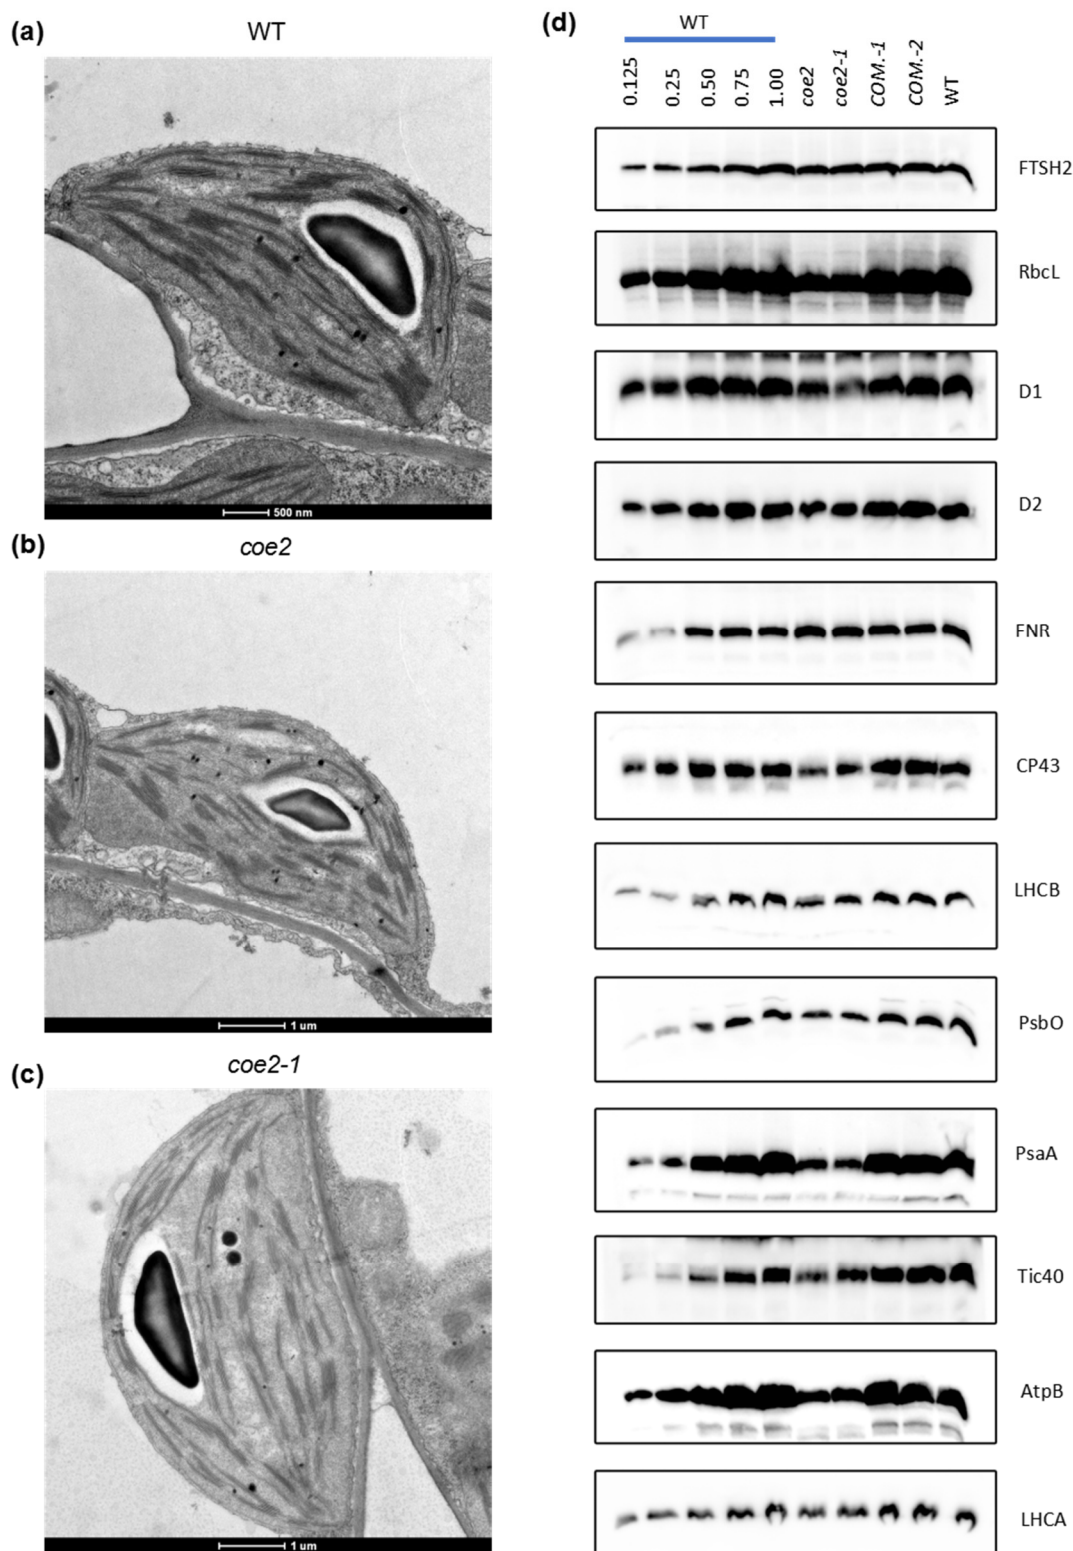 (a)
WT
500 nm
(b)
coe2
1 um
(c)
coe2-1
1 um
(d)
WT
0.125
0.25
0.50
0.75
1.00
coe2
coe2-1
COM.-1
COM.-2
WT
FTSH2
RbcL
D1
D2
FNR
CP43
LHCB
PsbO
PsaA
Tic40
AtpB
LHCA